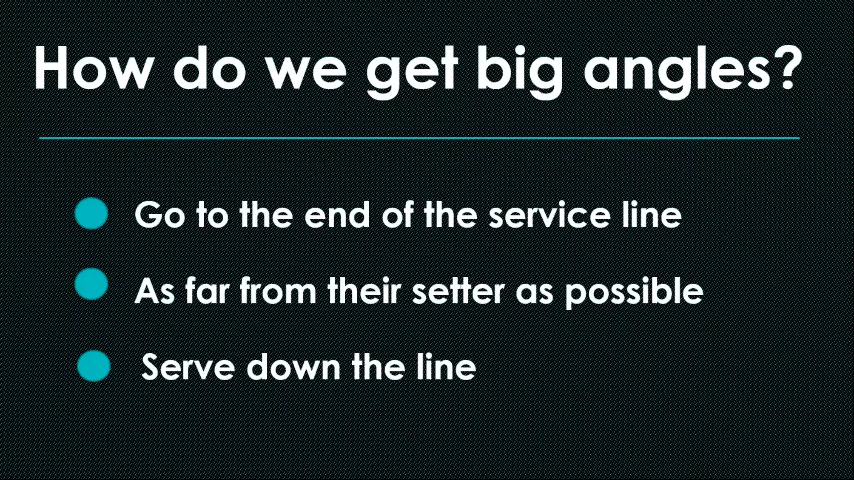 How do we get big angles?
Go to the end of the service line
As far from their setter as possible
Serve down the line